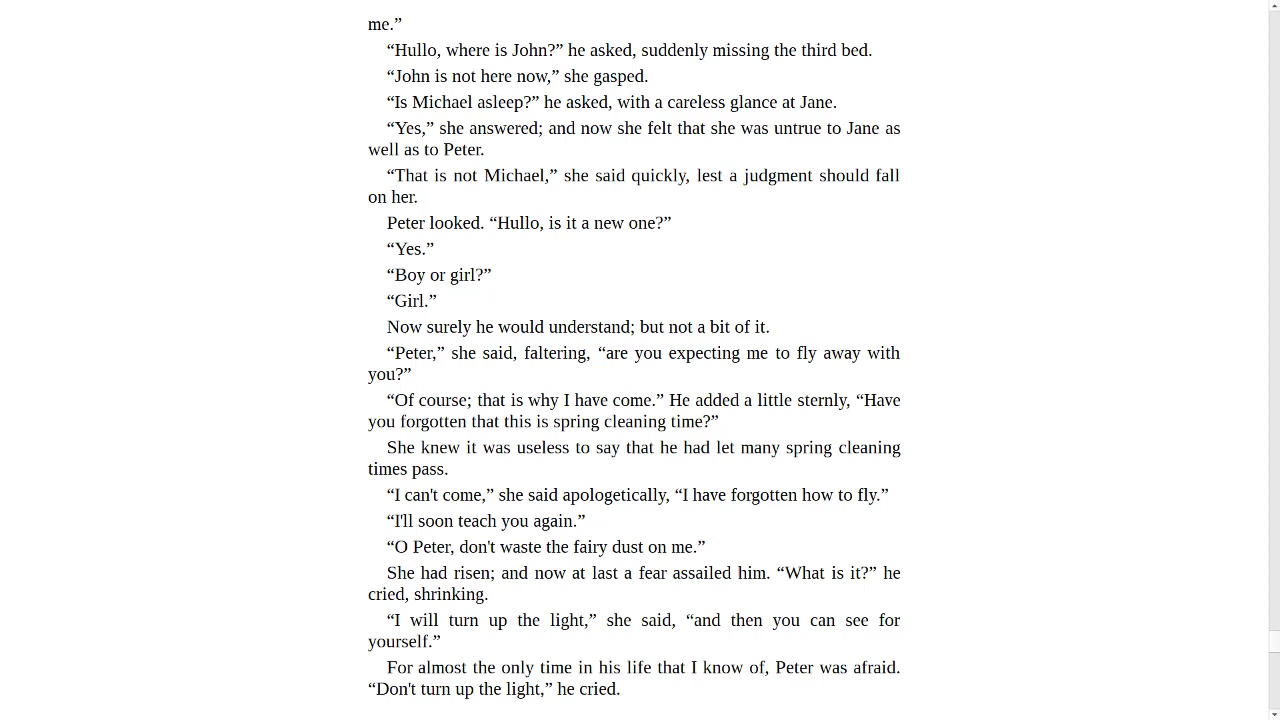 me.”
“Hullo, where is John?” he asked, suddenly missing the third bed.
“John is not here now,” she gasped.
“Is Michael asleep?” he asked, with a careless glance at Jane.
“Yes,” she answered; and now she felt that she was untrue to Jane as
well as to Peter.
“That is not Michael,” she said quickly, lest a judgment should fall
on her.
Peter looked. “Hullo, is it a new one?”
“Yes.”
“Boy or girl?”
“Girl.”
Now surely he would understand; but not a bit of it.
“Peter,” she said, faltering, “are you expecting me to fly away with
you?”
“Of course; that is why I have come.” He added a little sternly, “Have
you forgotten that this is spring cleaning time?”
She knew it was useless to say that he had let many spring cleaning
times pass.
“I can't come,” she said apologetically, “I have forgotten how to fly.”
“I'll soon teach you again.”
“O Peter, don't waste the fairy dust on me.”
She had risen; and now at last a fear assailed him. “What is it?” he
cried, shrinking.
“I will turn up the light,” she said, “and then you can see for
yourself.”
For almost the only time in his life that I know of, Peter was afraid.
“Don't turn up the light,” he cried.